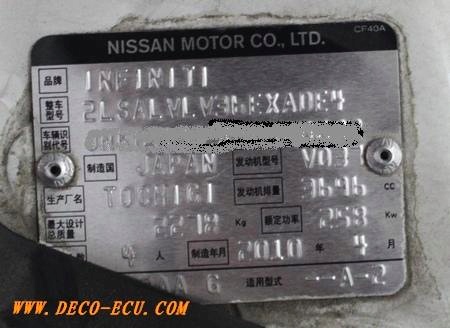 NISSAN MOTOR CO., LTD. CF40A
品牌 INFINITI
整车型号 2LSALVLV36EXADE4
车辆识别代号
制造国 JAPAN 发动机型号
生产厂名 TOCHIGI 发动机排量 3696 CC
最大设计总质量 2218 Kg 额定功率 258 Kw
4 人 制造年月 2010 年 4 月
适用型式 A-2
WWW.DECO-ECU.COM